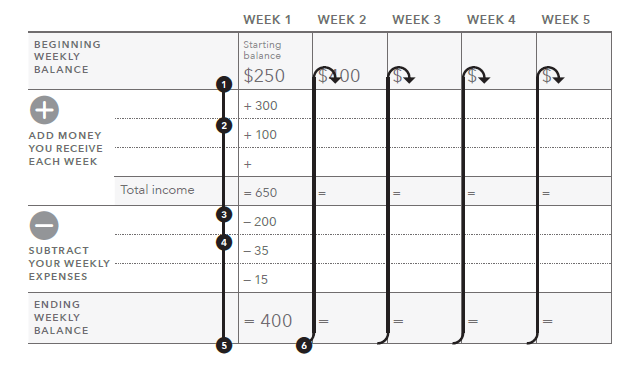 WEEK 1 WEEK 2 WEEK 3 WEEK 4 WEEK 5
BEGINNING
WEEKLY
BALANCE
Starting
balance
$250 $400 $ $ $
1
+ 300
2
+ 100
+
ADD MONEY
YOU RECEIVE
EACH WEEK
Total income = 650 = = = =
3
– 200
4
– 35
– 15
SUBTRACT
YOUR WEEKLY
EXPENSES
ENDING
WEEKLY
BALANCE
= 400 = = = =
5 6